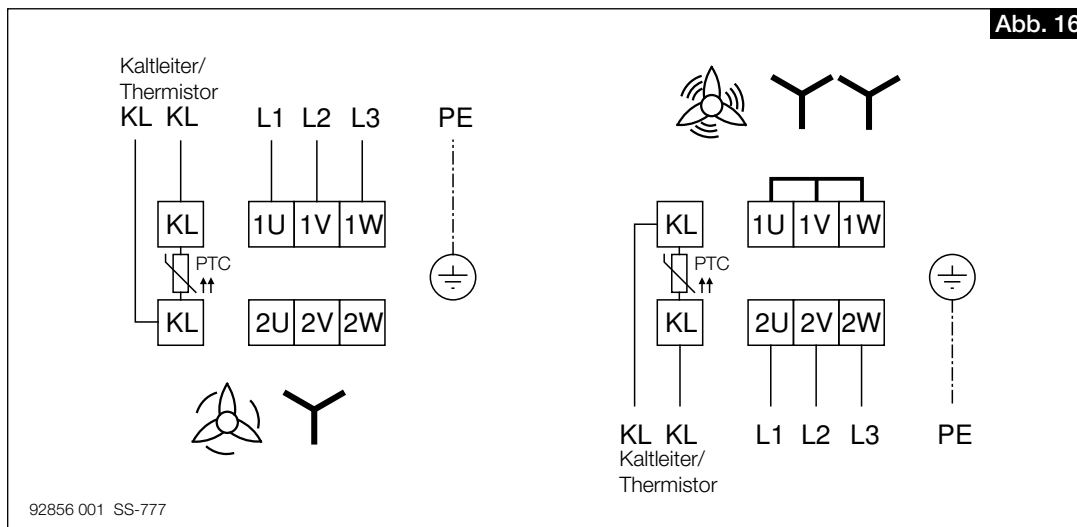 Abb. 16
Kaltleiter/
Thermistor
KL KL L1 L2 L3 PE
KL 1U 1V 1W
PTC
KL 2U 2V 2W
KL 1U 1V 1W
PTC
KL 2U 2V 2W
KL KL L1 L2 L3 PE
Kaltleiter/
Thermistor
92856 001 SS-777